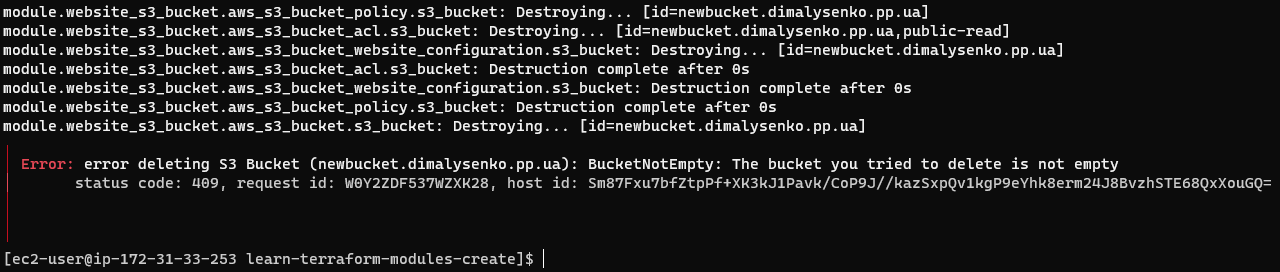 module.website_s3_bucket.aws_s3_bucket_policy.s3_bucket: Destroying... [id=newbucket.dimalysenko.pp.ua]
module.website_s3_bucket.aws_s3_bucket_acl.s3_bucket: Destroying... [id=newbucket.dimalysenko.pp.ua,public-read]
module.website_s3_bucket.aws_s3_bucket_website_configuration.s3_bucket: Destroying... [id=newbucket.dimalysenko.pp.ua]
module.website_s3_bucket.aws_s3_bucket_acl.s3_bucket: Destruction complete after 0s
module.website_s3_bucket.aws_s3_bucket_website_configuration.s3_bucket: Destruction complete after 0s
module.website_s3_bucket.aws_s3_bucket_policy.s3_bucket: Destruction complete after 0s
module.website_s3_bucket.aws_s3_bucket.s3_bucket: Destroying... [id=newbucket.dimalysenko.pp.ua]
Error: error deleting S3 Bucket (newbucket.dimalysenko.pp.ua): BucketNotEmpty: The bucket you tried to delete is not empty
status code: 409, request id: W0Y2ZDF537WZXK28, host id: Sm87Fxu7bfZtpPf+XK3kJ1Pavk/CoP9J//kazSxpQv1kgP9eYhk8erm24J8BvzhSTE68QxXouGQ=
[ec2-user@ip-172-31-33-253 learn-terraform-modules-create]$